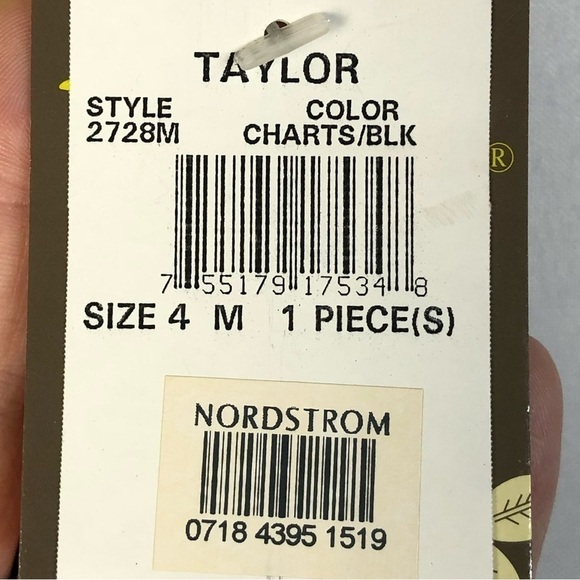 TAYLOR
STYLE COLOR
2728M CHARTS/BLK
®
7 55179 17534 8
SIZE 4 M 1 PIECE(S)
NORDSTROM
0718 4395 1519